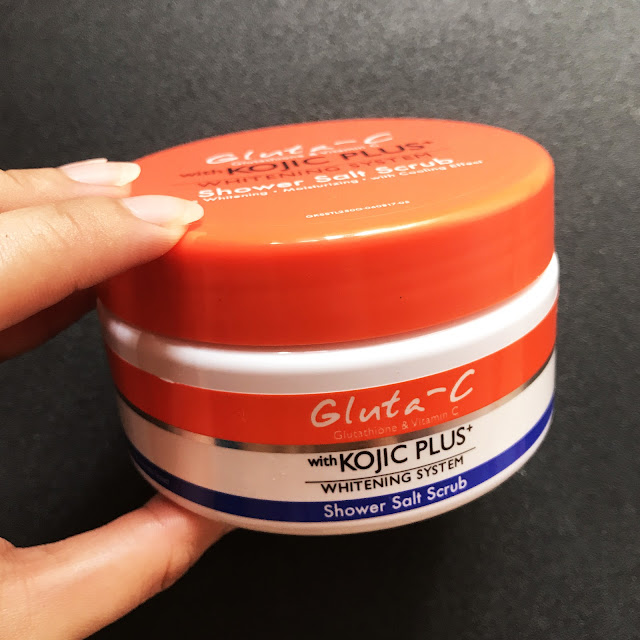 Gluta-C
with KOJIC PLUS+
WHITENING SYSTEM
Shower Salt Scrub
Whitening • Moisturizing • with Cooling Effect
Gluta-C
Glutathione & Vitamin C
with KOJIC PLUS+
WHITENING SYSTEM
Shower Salt Scrub